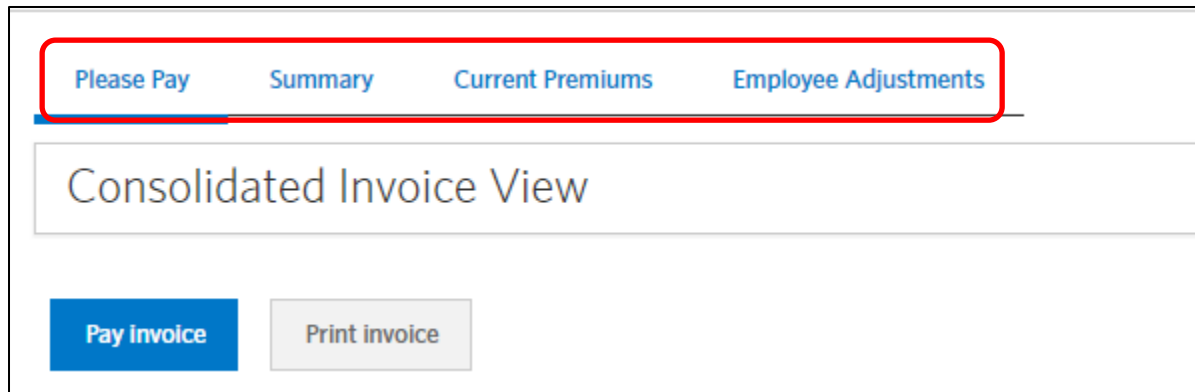 Please Pay Summary Current Premiums Employee Adjustments
Consolidated Invoice View
Pay invoice Print invoice